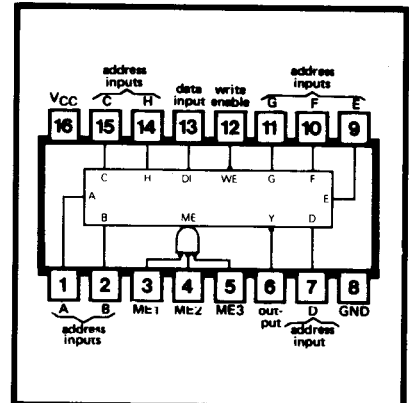 address inputs
data input
write enable
address inputs
VCC C H G F E
16 15 14 13 12 11 10 9
C H DI WE G F
A E
B ME Y D
1 2 3 4 5 6 7 8
A B ME1 ME2 ME3 out-put D GND
address inputs
address input